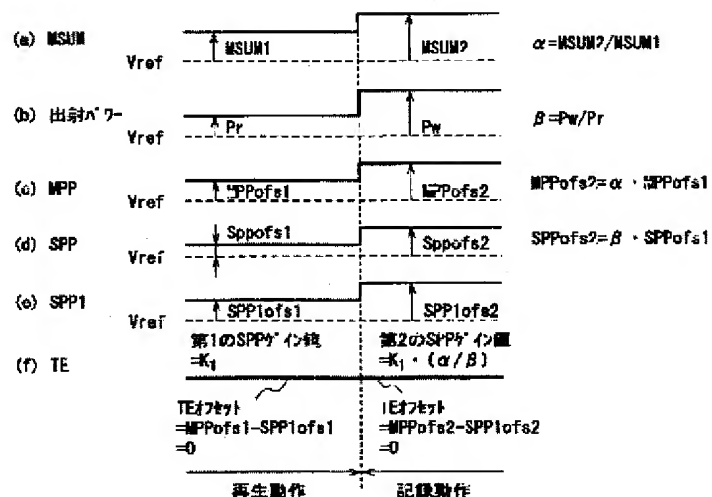 (a) MSUM
Vref
MSUM1
MSUM2
α=MSUM2/MSUM1
(b) 出射パワー
Vref
Pr
Pw
β=Pw/Pr
(c) MPP
Vref
MPPofs1
MPPofs2
MPPofs2=α・MPPofs1
(d) SPP
Vref
Sppofs1
Sppofs2
SPPofs2=β・SPPofs1
(e) SPP1
Vref
SPP1ofs1
SPP1ofs2
(f) TE
第1のSPPゲイン値
=K₁
第2のSPPゲイン値
=K₁・(α/β)
TEオフセット
=MPPofs1-SPP1ofs1
=0
TEオフセット
=MPPofs2-SPP1ofs2
=0
再生動作
記録動作